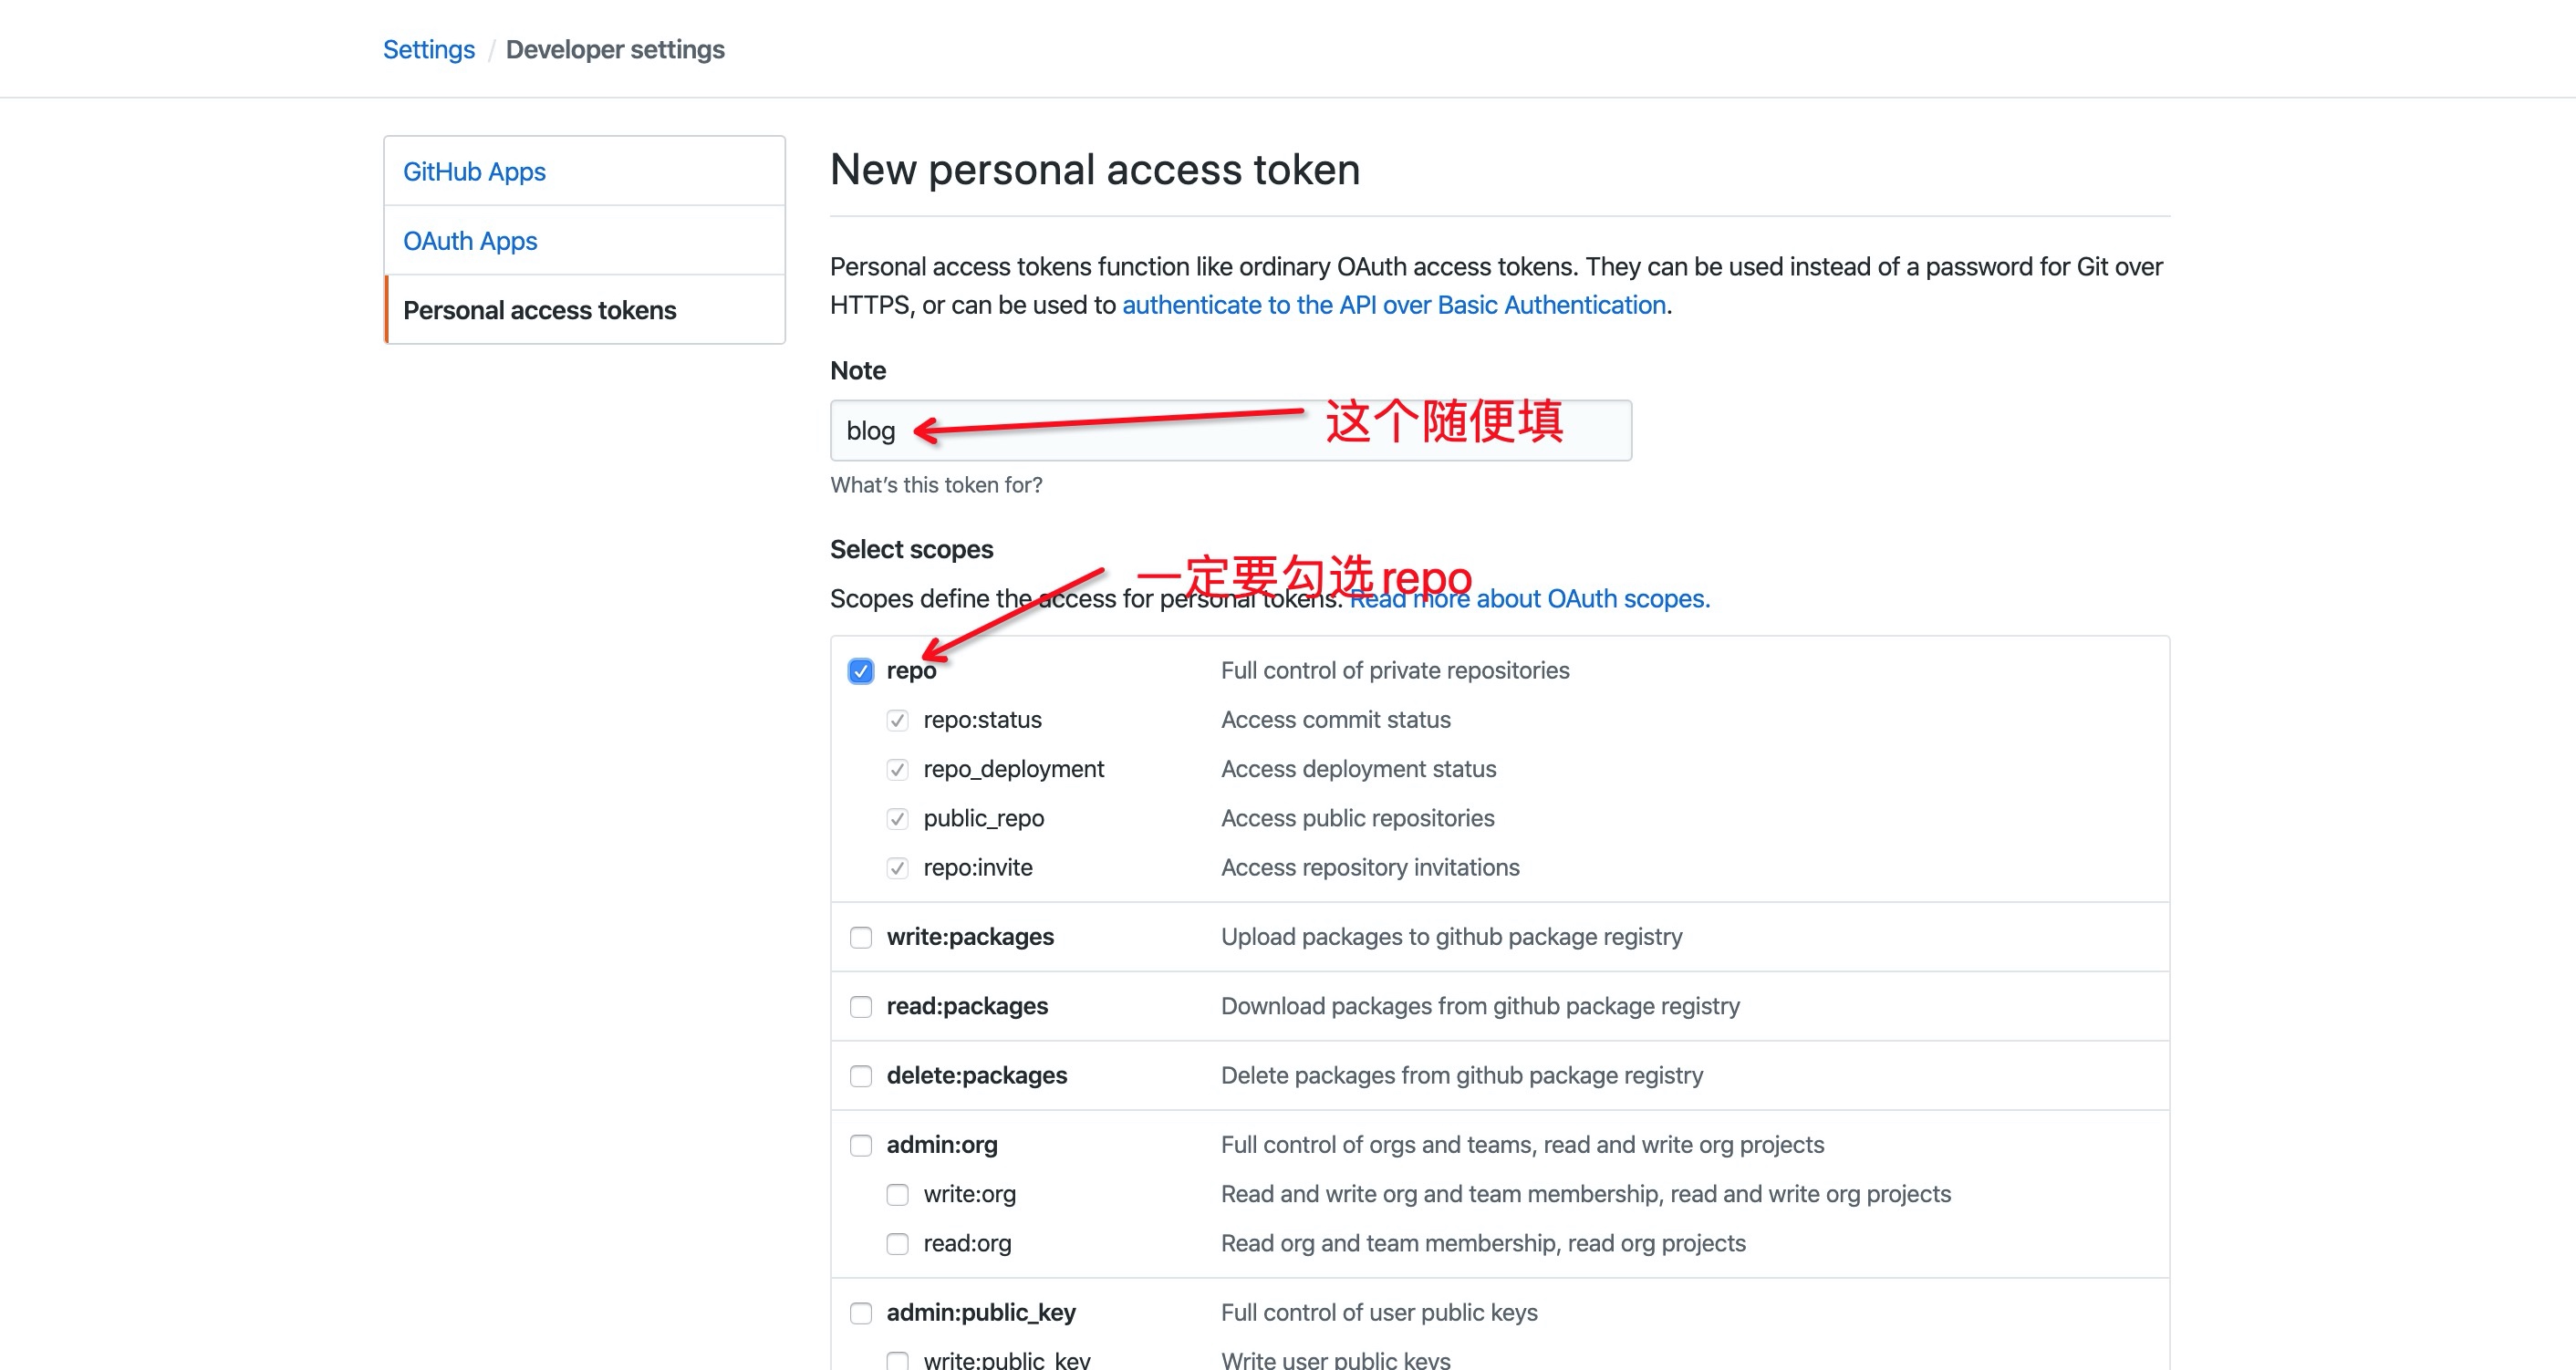 Settings / Developer settings
GitHub Apps
OAuth Apps
Personal access tokens
New personal access token
Personal access tokens function like ordinary OAuth access tokens. They can be used instead of a password for Git over
HTTPS, or can be used to authenticate to the API over Basic Authentication.
Note
blog
这个随便填
What's this token for?
Select scopes
一定要勾选repo
Scopes define the access for personal tokens. Read more about OAuth scopes.
repo Full control of private repositories
repo:status Access commit status
repo_deployment Access deployment status
public_repo Access public repositories
repo:invite Access repository invitations
write:packages Upload packages to github package registry
read:packages Download packages from github package registry
delete:packages Delete packages from github package registry
admin:org Full control of orgs and teams, read and write org projects
write:org Read and write org and team membership, read and write org projects
read:org Read org and team membership, read org projects
admin:public_key Full control of user public keys
write:public_key Write user public keys